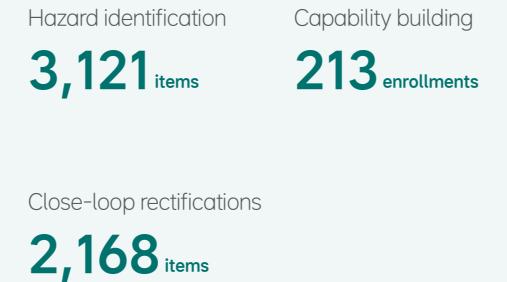 Hazard identification
3,121 items
Capability building
213 enrollments
Close-loop rectifications
2,168 items